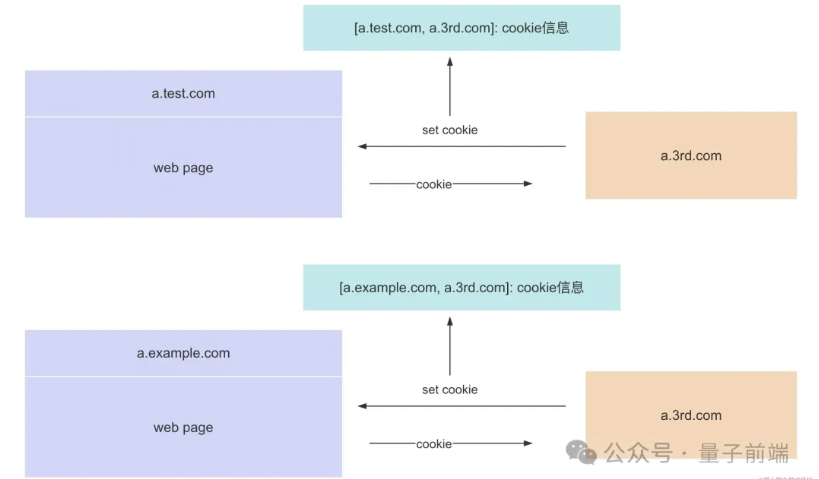 [a.test.com, a.3rd.com]: cookie信息
a.test.com
set cookie
a.3rd.com
web page
cookie
[a.example.com, a.3rd.com]: cookie信息
a.example.com
set cookie
a.3rd.com
web page
cookie
公众号 · 量子前端